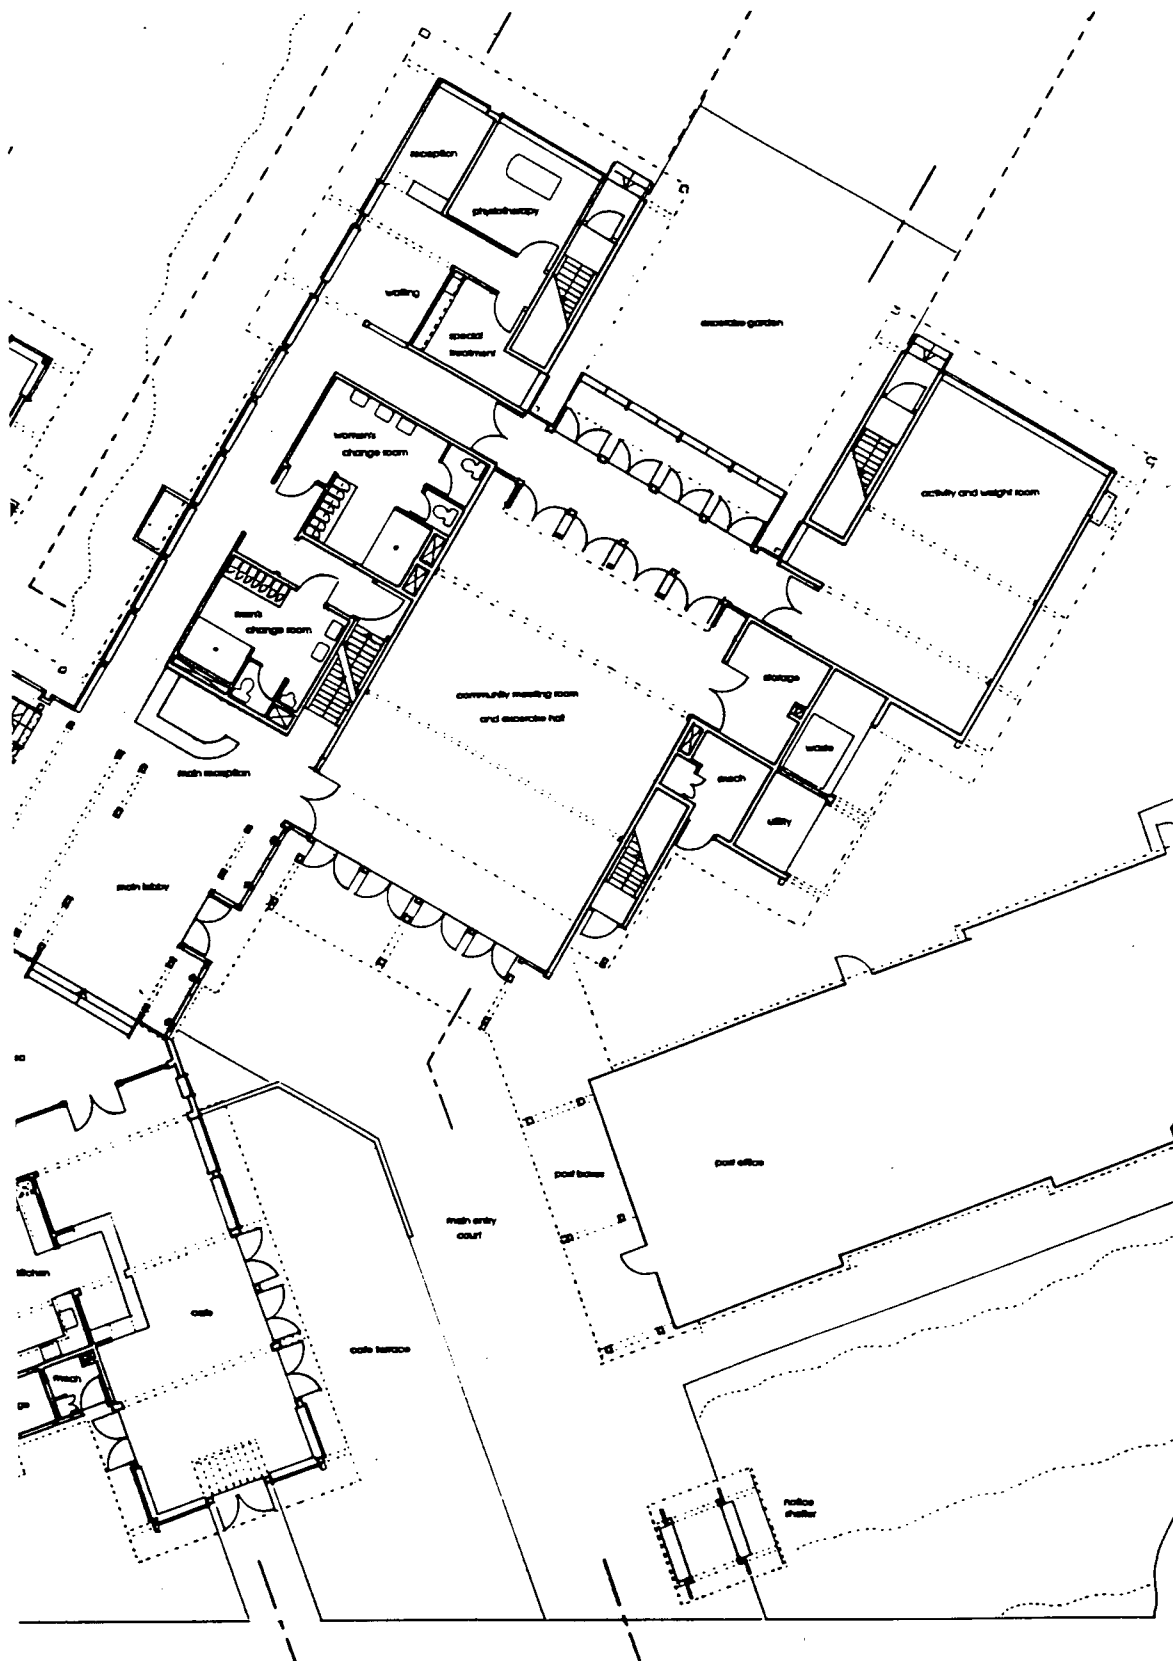 reception
physiotherapy
waiting
special
treatment
exercise garden
women's
change room
activity and weight room
men's
change room
community meeting room
and exercise hall
storage
waste
main reception
mech
utility
main lobby
post boxes
post office
main entry
court
kitchen
cafe
cafe terrace
mech
notice
shelter